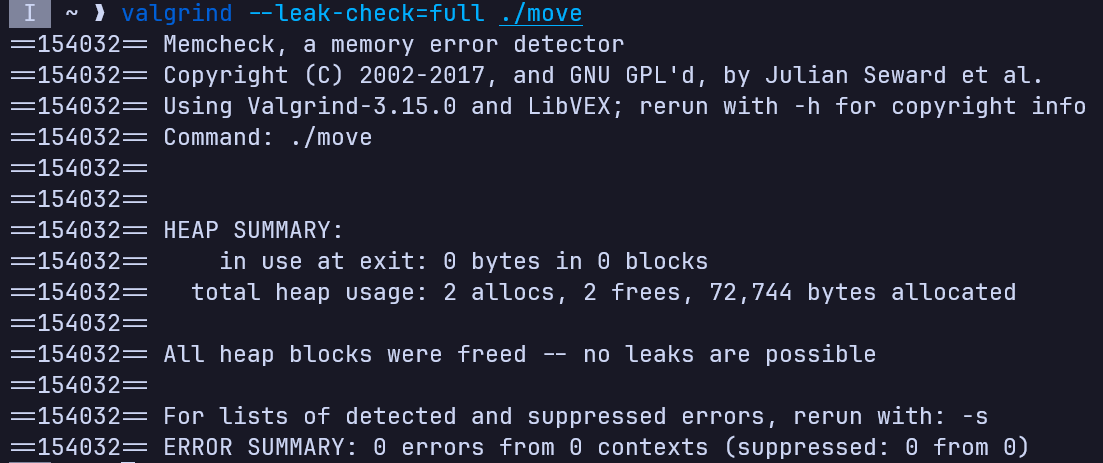 I ~ ❱ valgrind --leak-check=full ./move
==154032== Memcheck, a memory error detector
==154032== Copyright (C) 2002-2017, and GNU GPL'd, by Julian Seward et al.
==154032== Using Valgrind-3.15.0 and LibVEX; rerun with -h for copyright info
==154032== Command: ./move
==154032==
==154032==
==154032== HEAP SUMMARY:
==154032==     in use at exit: 0 bytes in 0 blocks
==154032==   total heap usage: 2 allocs, 2 frees, 72,744 bytes allocated
==154032==
==154032== All heap blocks were freed -- no leaks are possible
==154032==
==154032== For lists of detected and suppressed errors, rerun with: -s
==154032== ERROR SUMMARY: 0 errors from 0 contexts (suppressed: 0 from 0)